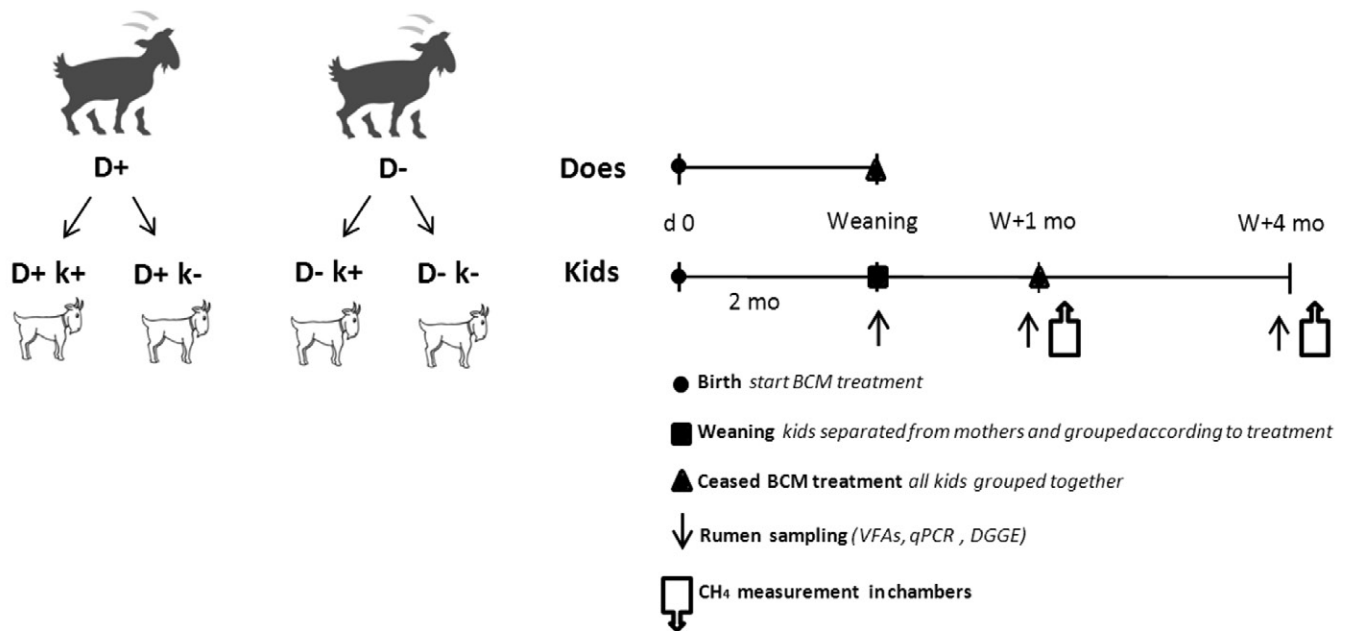 D+
D-
D+ k+
D+ k-
D- k+
D- k-
Does
d 0
Weaning
W+1 mo
W+4 mo
Kids
2 mo
Birth start BCM treatment
Weaning kids separated from mothers and grouped according to treatment
Ceased BCM treatment all kids grouped together
Rumen sampling (VFAs, qPCR , DGGE)
CH₄ measurement in chambers